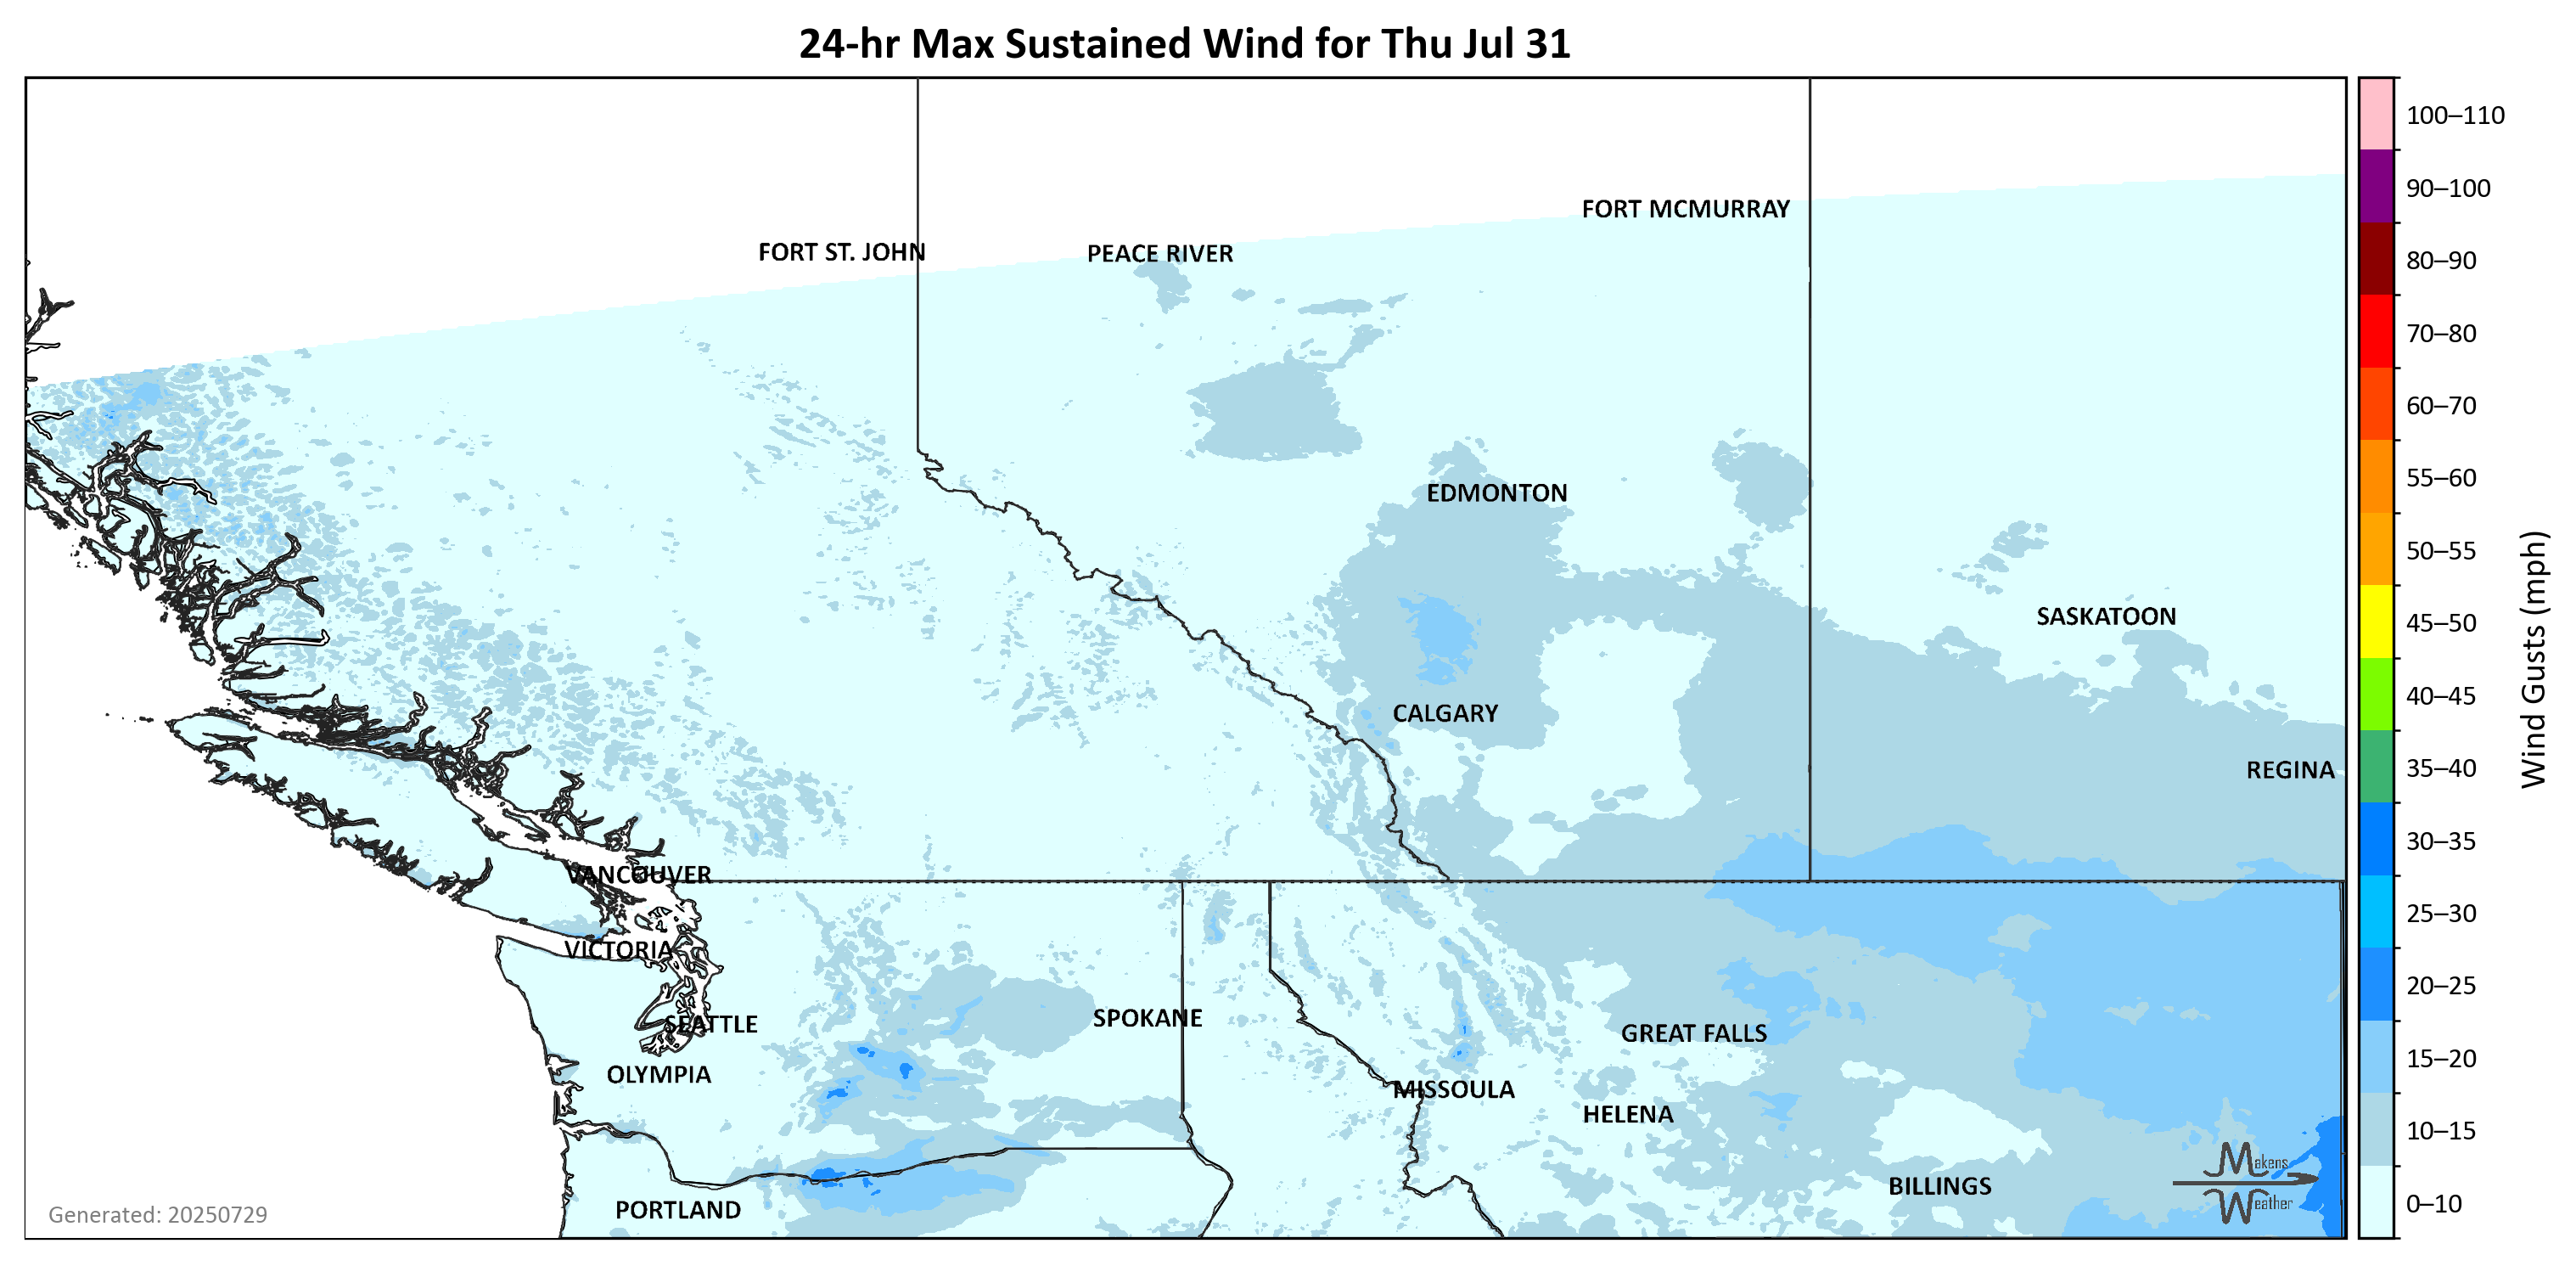 24-hr Max Sustained Wind for Thu Jul 31
100–110
90–100
80–90
70–80
60–70
55–60
50–55
45–50
40–45
35–40
30–35
25–30
20–25
15–20
10–15
0–10
Wind Gusts (mph)
FORT MCMURRAY
FORT ST. JOHN
PEACE RIVER
EDMONTON
SASKATOON
CALGARY
REGINA
VANCOUVER
VICTORIA
SEATTLE
SPOKANE
GREAT FALLS
OLYMPIA
MISSOULA
HELENA
Makens
Weather
BILLINGS
PORTLAND
Generated: 20250729